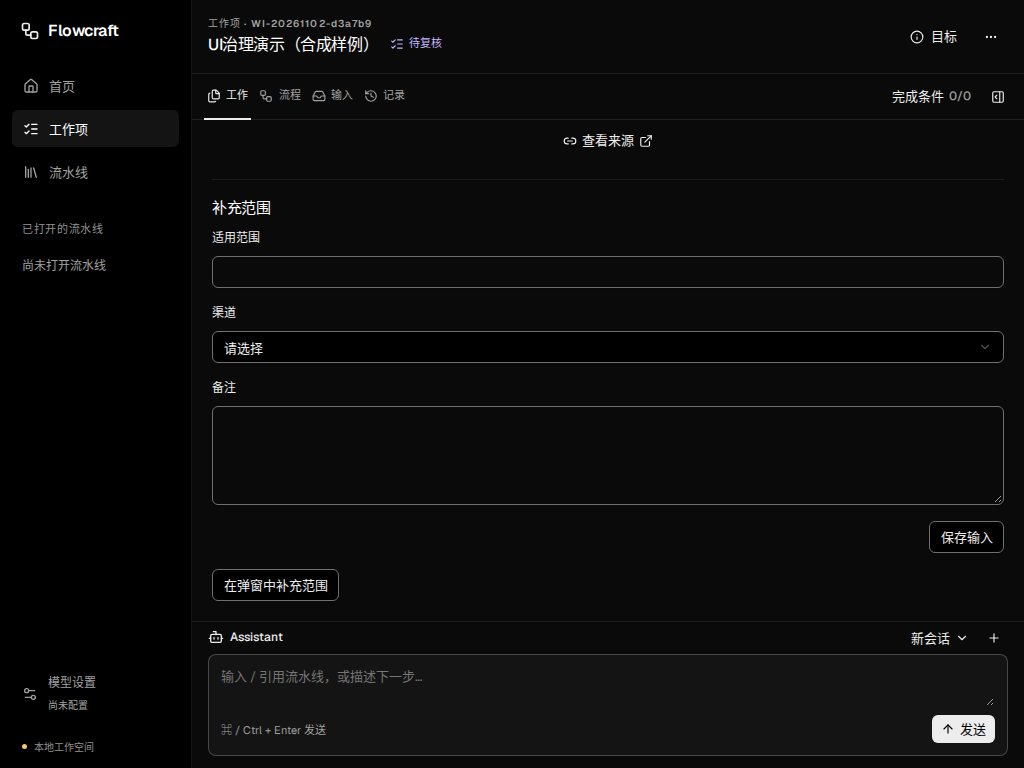 Flowcraft
首页
工作项
流水线
已打开的流水线
尚未打开流水线
模型设置
尚未配置
本地工作空间
工作项 · WI-20261102-d3a7b9
UI治理演示（合成样例）
待复核
目标
工作
流程
输入
记录
完成条件 0/0
查看来源
补充范围
适用范围
渠道
请选择
备注
保存输入
在弹窗中补充范围
Assistant
新会话
输入 / 引用流水线，或描述下一步…
⌘ / Ctrl + Enter 发送
发送